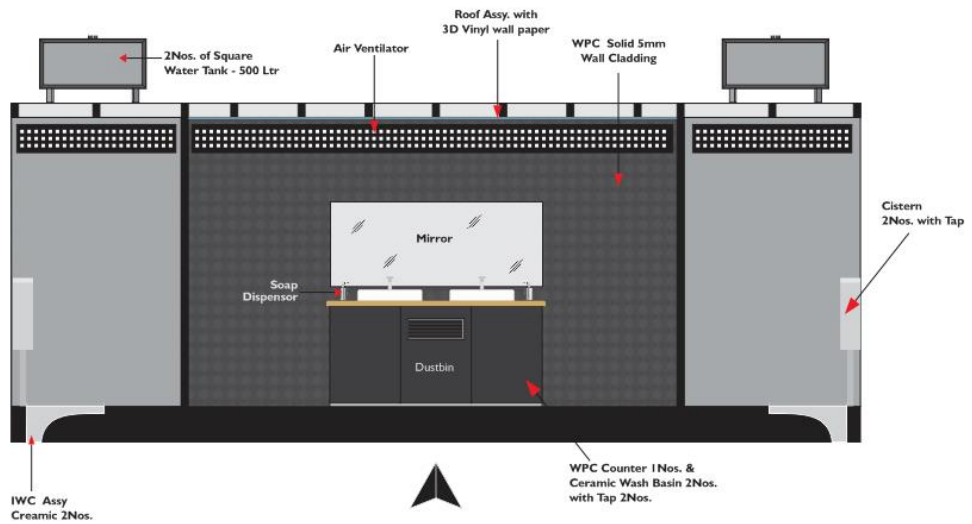 Roof Assy. with
3D Vinyl wall paper
2Nos. of Square
Water Tank - 500 Ltr
Air Ventilator
WPC Solid 5mm
Wall Cladding
Cistern
2Nos. with Tap
Mirror
Soap
Dispensor
Dustbin
WPC Counter 1Nos. &
Ceramic Wash Basin 2Nos.
with Tap 2Nos.
IWC Assy
Creamic 2Nos.